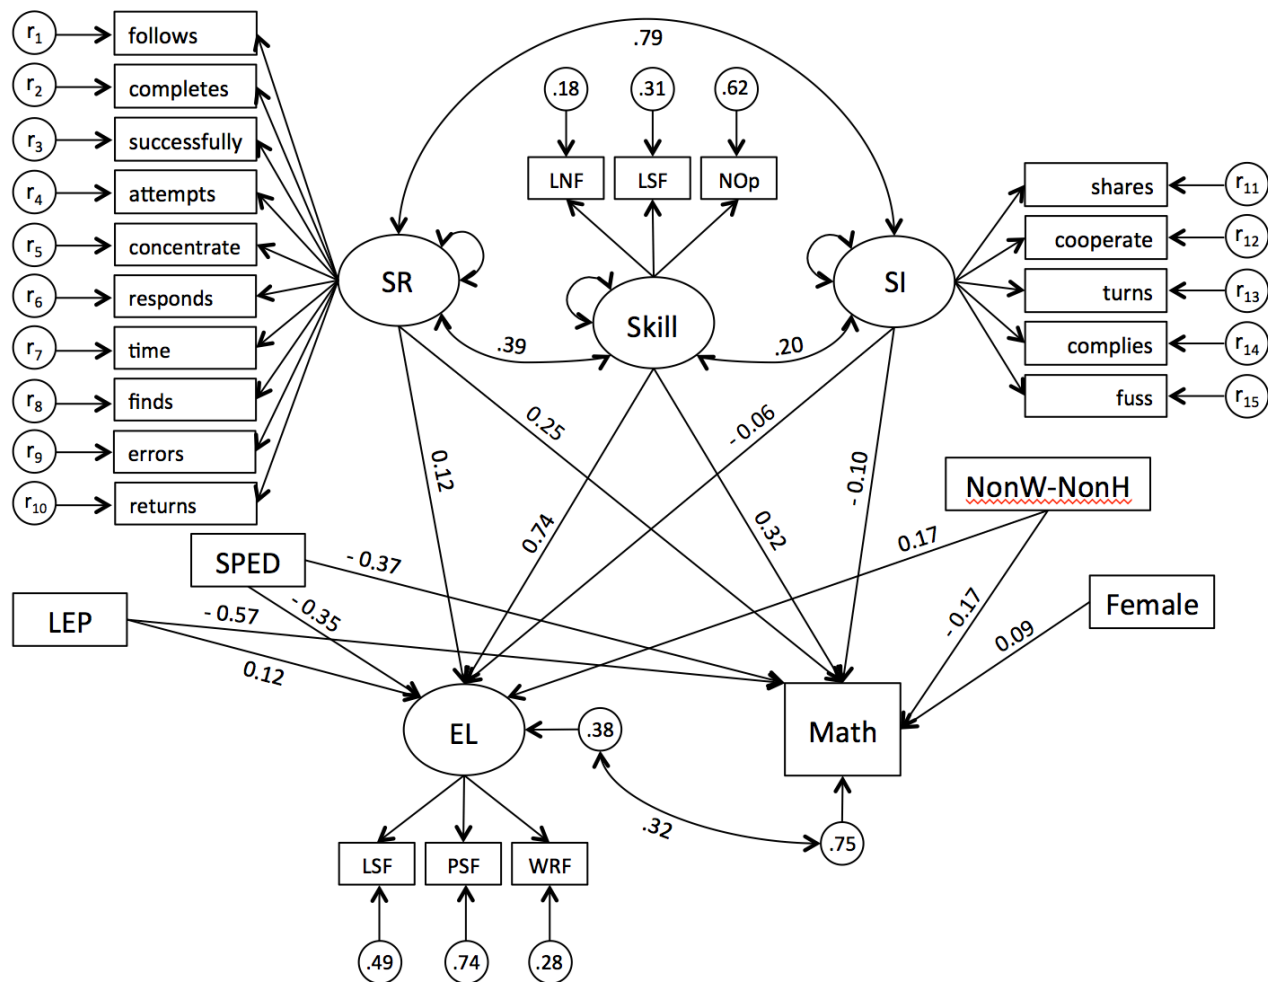 r1 follows
r2 completes
r3 successfully
r4 attempts
r5 concentrate
r6 responds
r7 time
r8 finds
r9 errors
r10 returns
.79
.18 .31 .62
LNF LSF NOp
SR
Skill
SI
.39
.20
shares r11
cooperate r12
turns r13
complies r14
fuss r15
0.12
0.25
0.74
0.32
- 0.06
- 0.10
NonW-NonH
0.17
- 0.17
Female
0.09
SPED
- 0.37
- 0.35
LEP
- 0.57
0.12
EL
.38
Math
.32
.75
LSF PSF WRF
.49 .74 .28